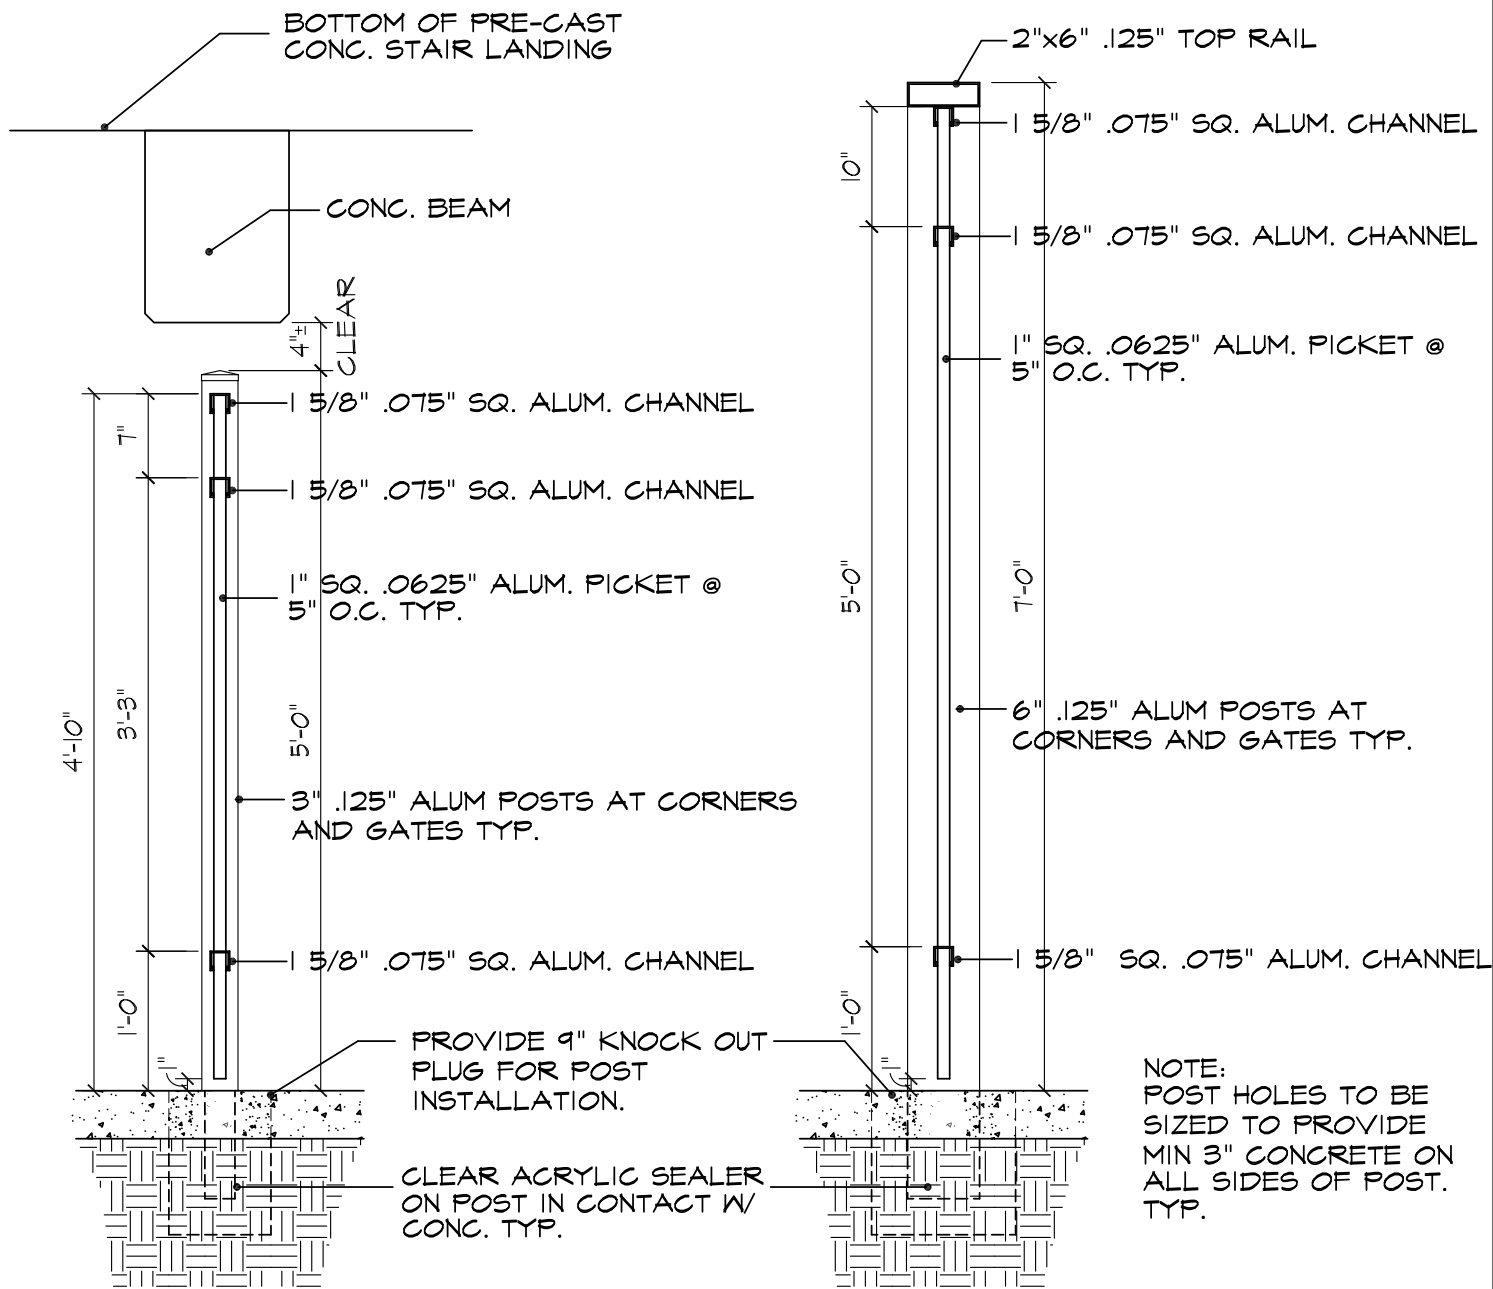 BOTTOM OF PRE-CAST
CONC. STAIR LANDING
CONC. BEAM
4"±
CLEAR
1 5/8" .075" SQ. ALUM. CHANNEL
7"
1 5/8" .075" SQ. ALUM. CHANNEL
1" SQ. .0625" ALUM. PICKET @
5" O.C. TYP.
4'-10"
3'-3"
5'-0"
3" .125" ALUM POSTS AT CORNERS
AND GATES TYP.
1 5/8" .075" SQ. ALUM. CHANNEL
1'-0"
1"
PROVIDE 9" KNOCK OUT
PLUG FOR POST
INSTALLATION.
CLEAR ACRYLIC SEALER
ON POST IN CONTACT W/
CONC. TYP.
2"x6" .125" TOP RAIL
1 5/8" .075" SQ. ALUM. CHANNEL
10"
1 5/8" .075" SQ. ALUM. CHANNEL
1" SQ. .0625" ALUM. PICKET @
5" O.C. TYP.
5'-0"
7'-0"
6" .125" ALUM POSTS AT
CORNERS AND GATES TYP.
1 5/8" SQ. .075" ALUM. CHANNEL
1'-0"
1"
NOTE:
POST HOLES TO BE
SIZED TO PROVIDE
MIN 3" CONCRETE ON
ALL SIDES OF POST.
TYP.